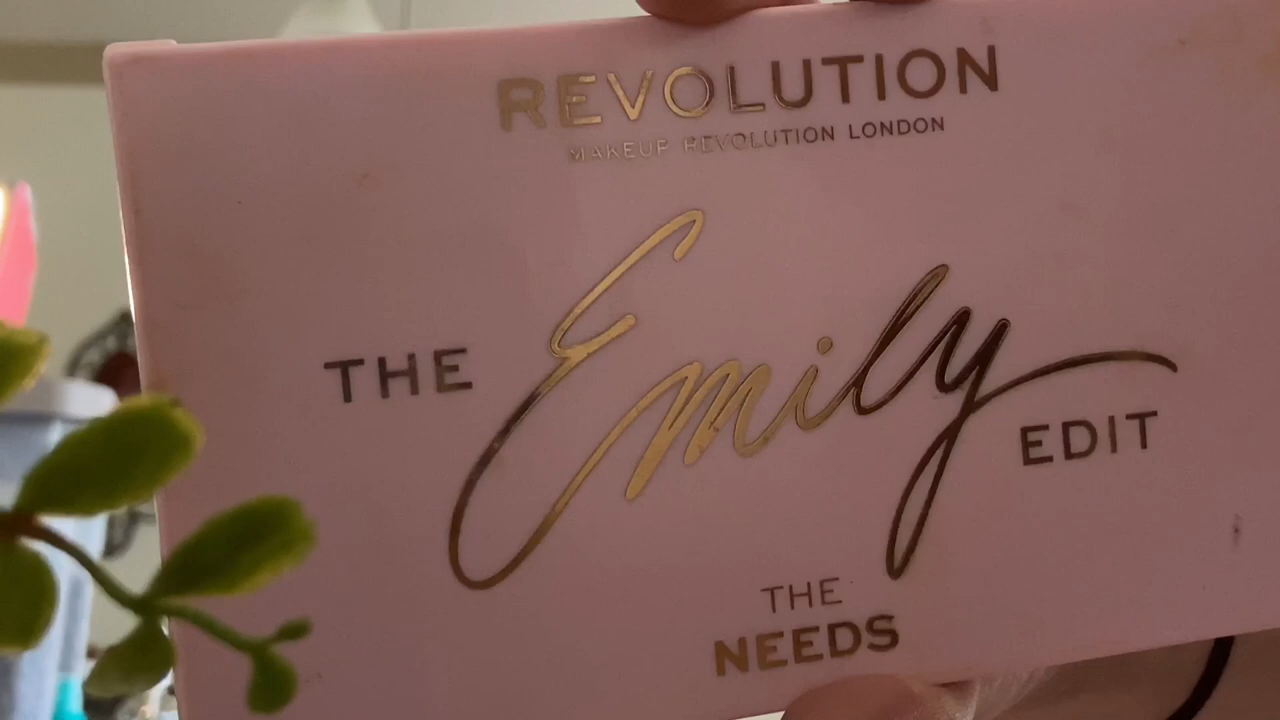 REVOLUTION
MAKEUP REVOLUTION LONDON
THE Emily EDIT
THE
NEEDS